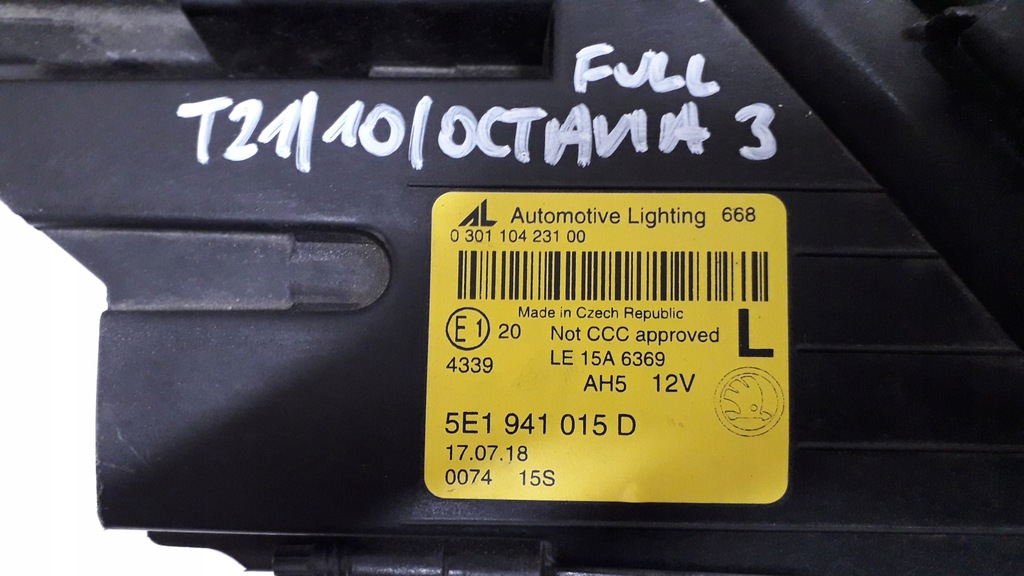 FULL
T21/10/OCTAVIA 3
AL Automotive Lighting 668
0 301 104 231 00
Made in Czech Republic
E1 20 Not CCC approved L
4339 LE 15A 6369
AH5 12V
5E1 941 015 D
17.07.18
0074 15S